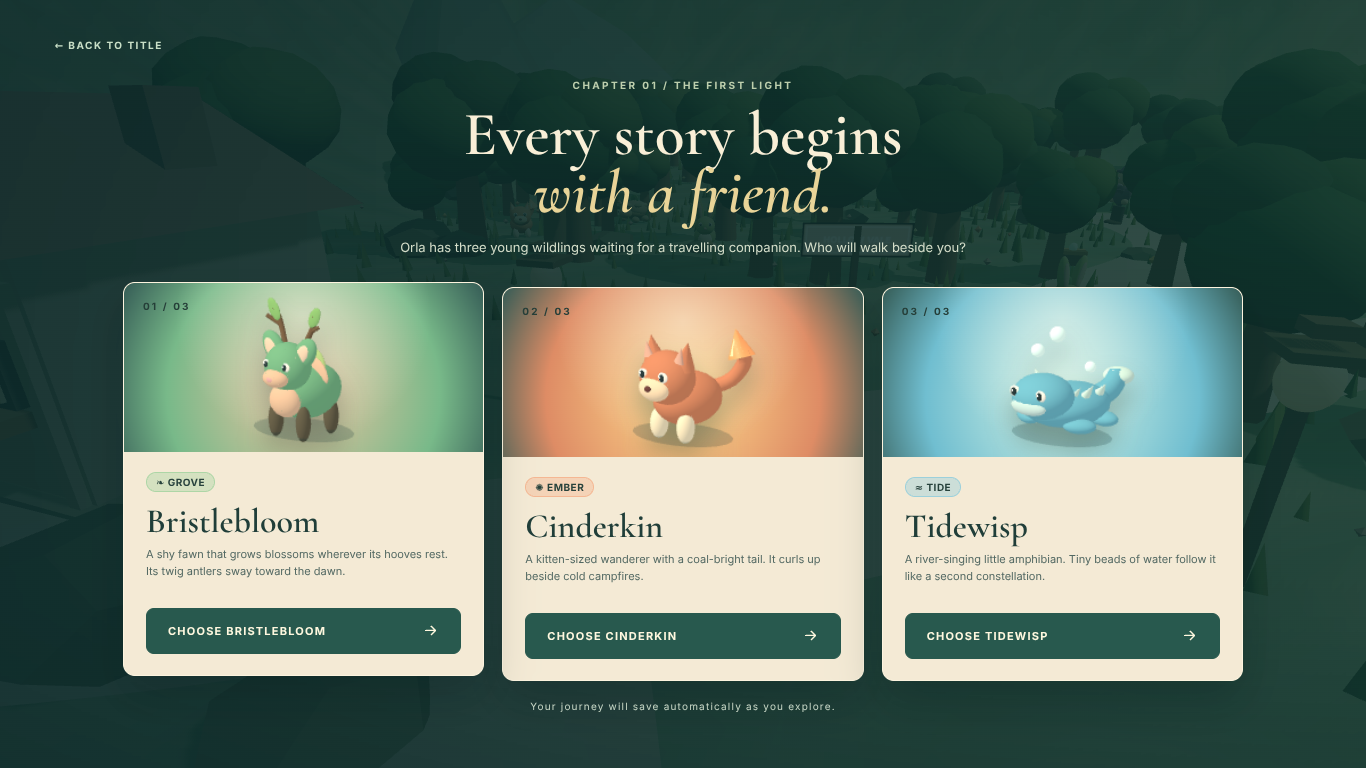 ← BACK TO TITLE
CHAPTER 01 / THE FIRST LIGHT
Every story begins
with a friend.
Orla has three young wildlings waiting for a travelling companion. Who will walk beside you?
01 / 03
GROVE
Bristlebloom
A shy fawn that grows blossoms wherever its hooves rest.
Its twig antlers sway toward the dawn.
CHOOSE BRISTLEBLOOM →
02 / 03
EMBER
Cinderkin
A kitten-sized wanderer with a coal-bright tail. It curls up
beside cold campfires.
CHOOSE CINDERKIN →
03 / 03
≈ TIDE
Tidewisp
A river-singing little amphibian. Tiny beads of water follow it
like a second constellation.
CHOOSE TIDEWISP →
Your journey will save automatically as you explore.